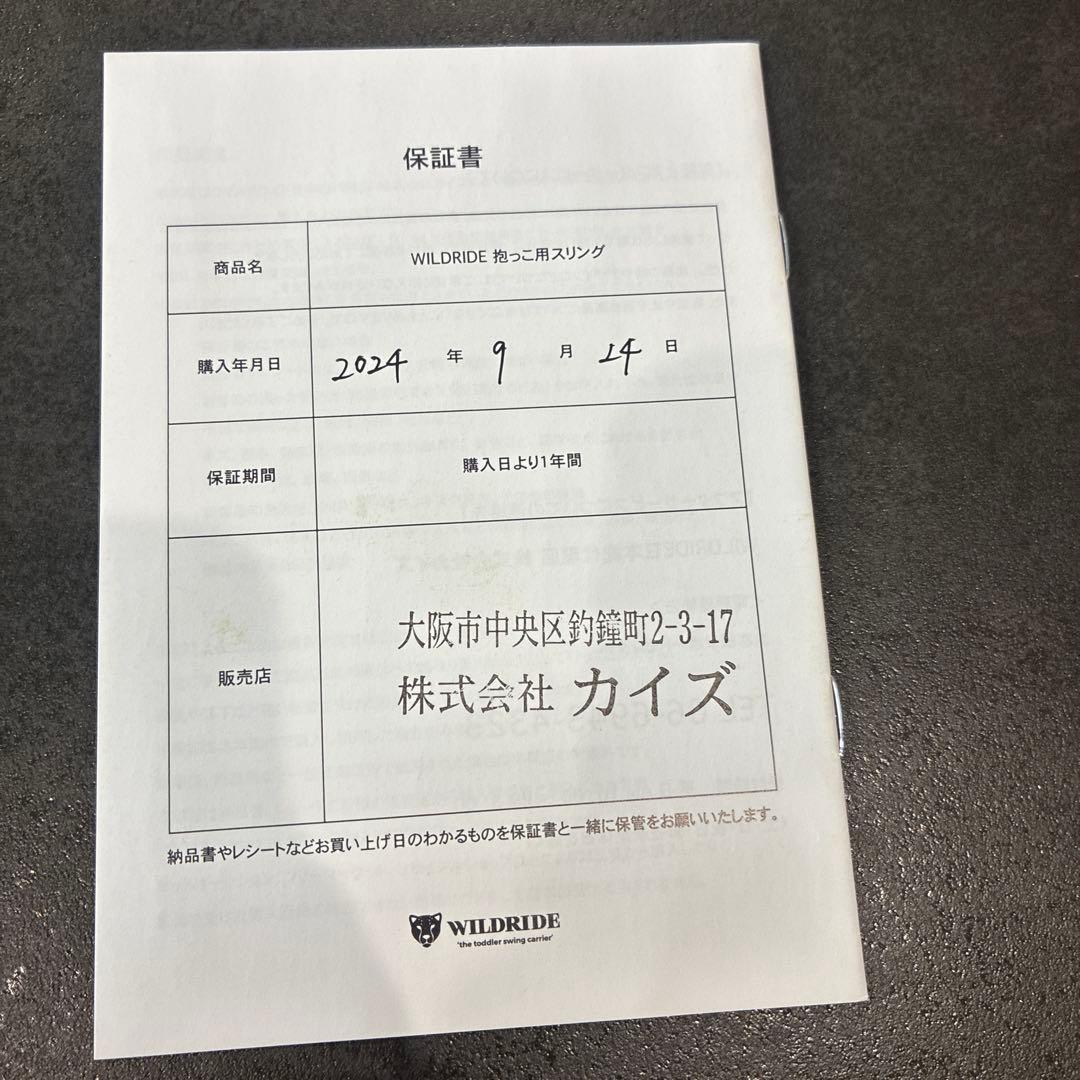 保証書
商品名
WILDRIDE 抱っこ用スリング
購入年月日
2024 年 9 月 14 日
保証期間
購入日より1年間
販売店
大阪市中央区釣鐘町2-3-17
株式会社 カイズ
納品書やレシートなどお買い上げ日のわかるものを保証書と一緒に保管をお願いいたします。
WILDRIDE
'the toddler swing carrier'